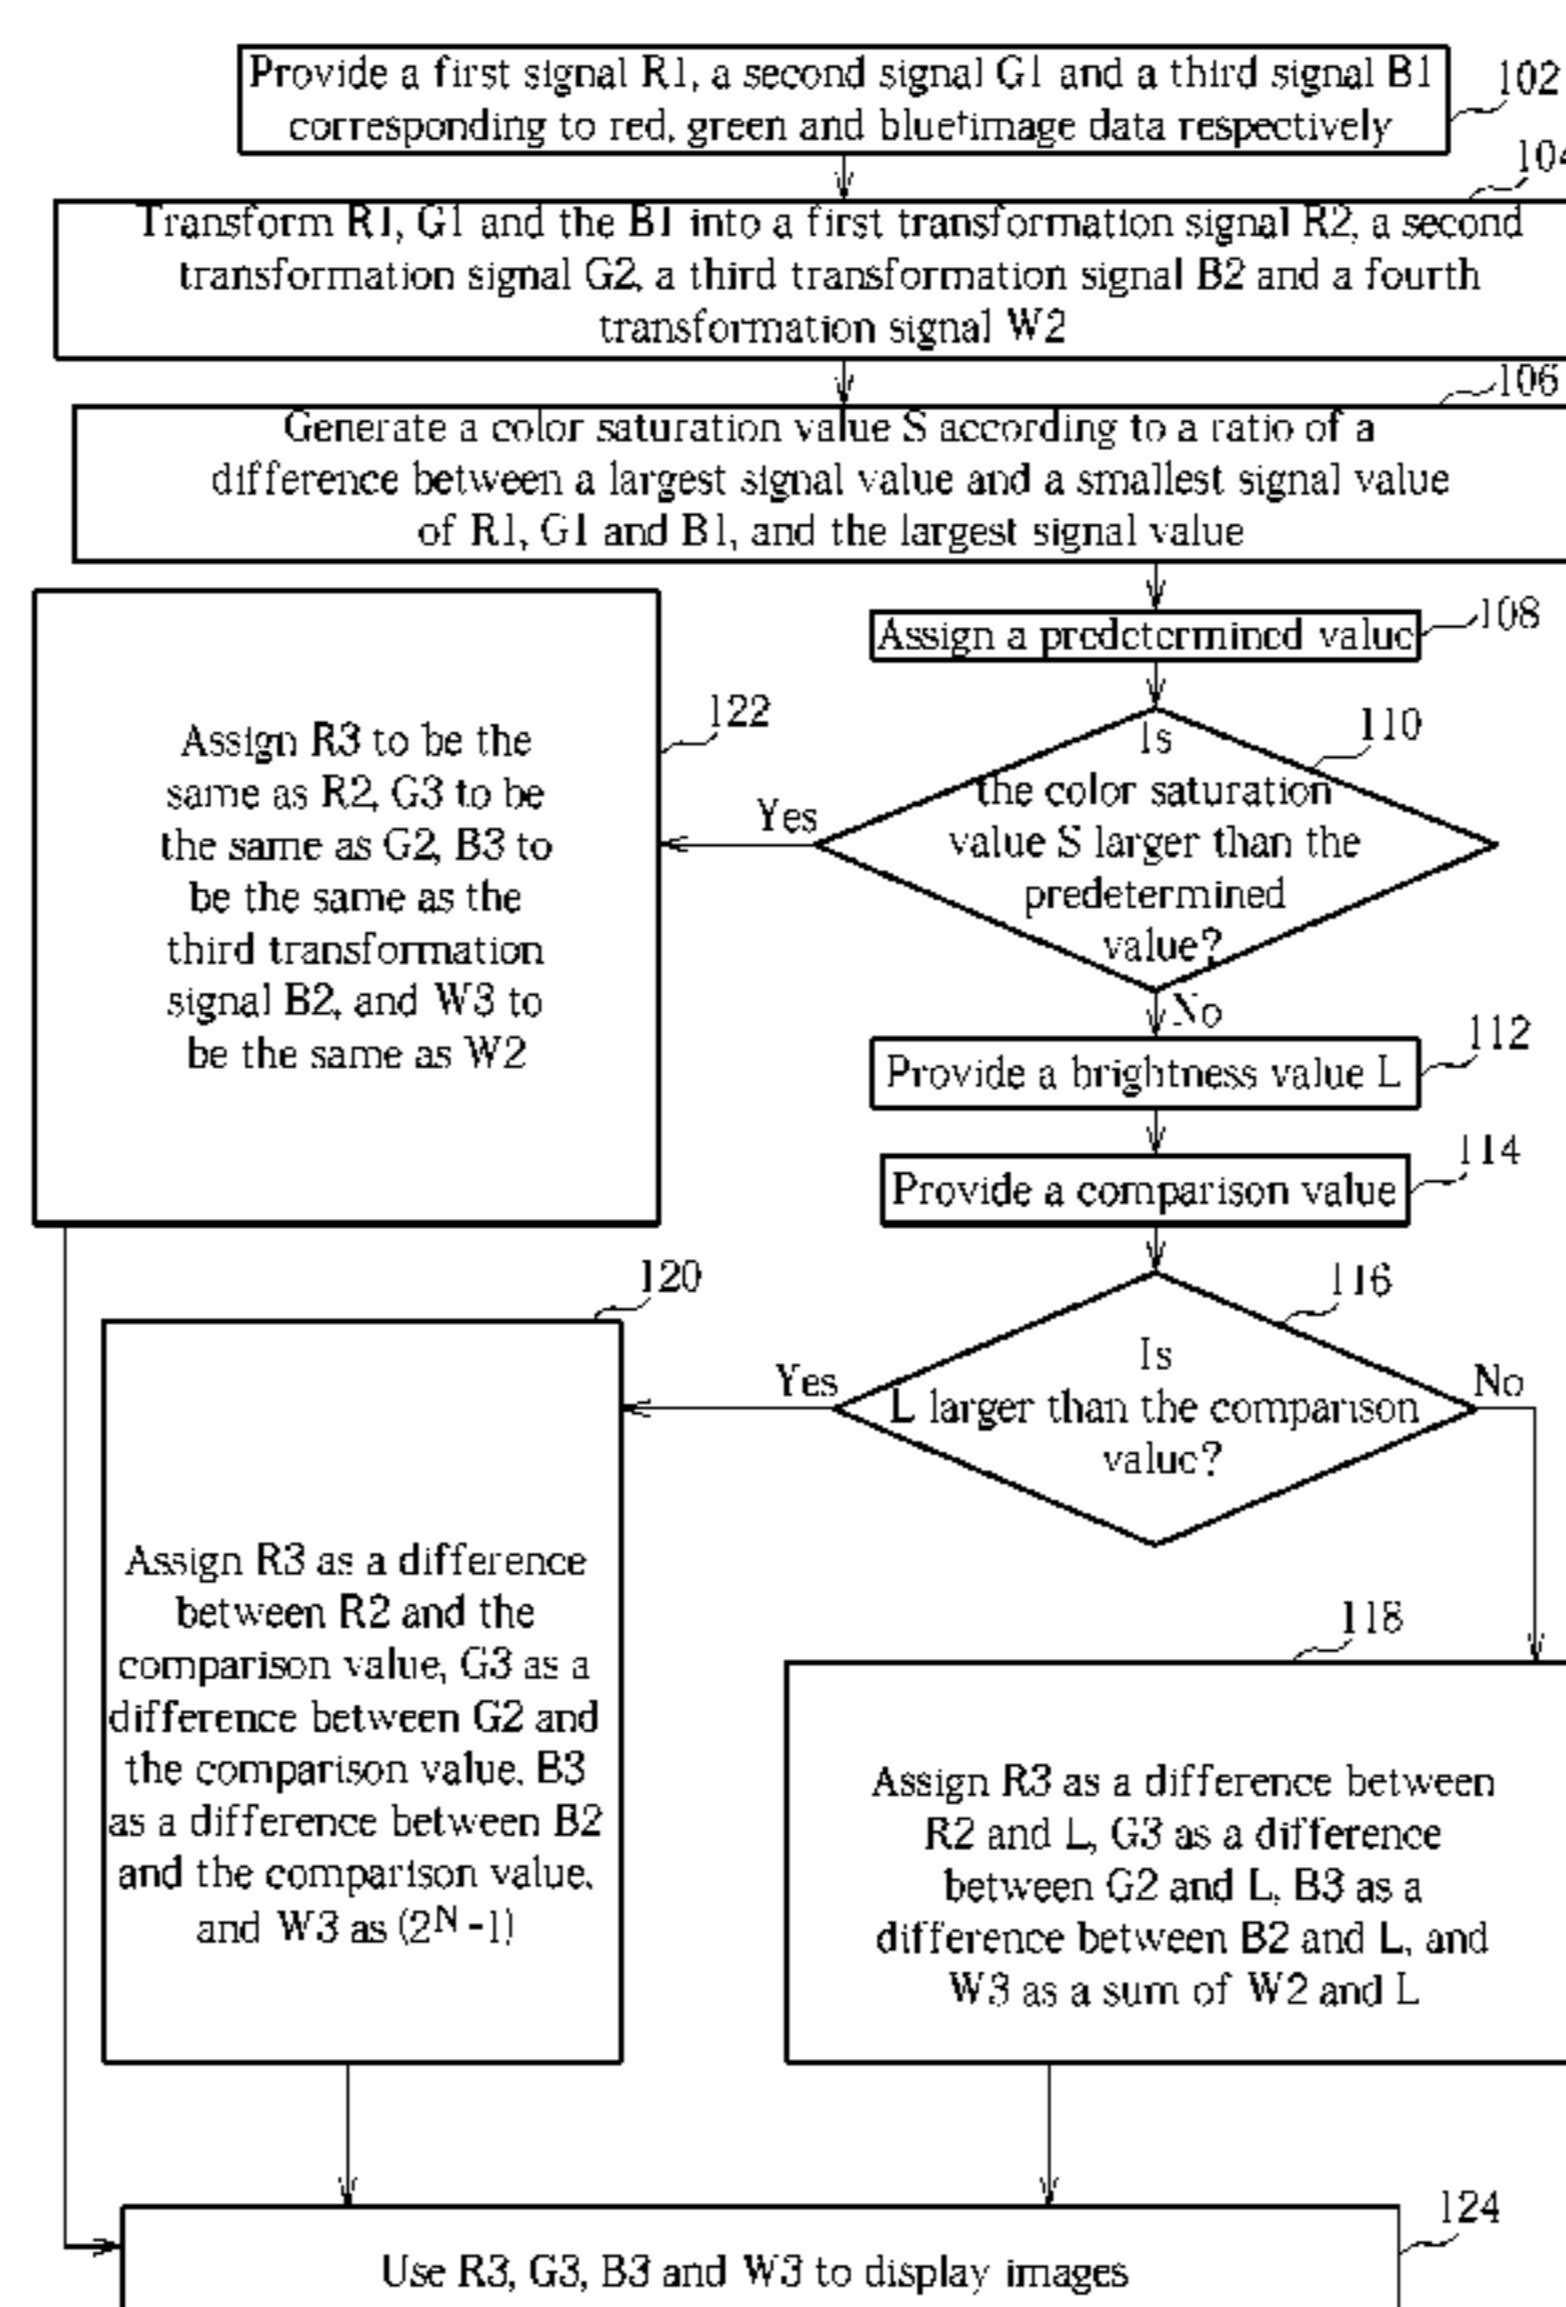 Provide a first signal R1, a second signal G1 and a third signal B1
corresponding to red, green and blue image data respectively
102
104
Transform R1, G1 and the B1 into a first transformation signal R2, a second
transformation signal G2, a third transformation signal B2 and a fourth
transformation signal W2
106
Generate a color saturation value S according to a ratio of a
difference between a largest signal value and a smallest signal value
of R1, G1 and B1, and the largest signal value
Assign a predetermined value
108
122
Assign R3 to be the
same as R2, G3 to be
the same as G2, B3 to
be the same as the
third transformation
signal B2, and W3 to
be the same as W2
110
Is
the color saturation
value S larger than the
predetermined
value?
Yes
No
Provide a brightness value L
112
Provide a comparison value
114
116
Is
L larger than the comparison
value?
Yes
No
120
Assign R3 as a difference
between R2 and the
comparison value, G3 as a
difference between G2 and
the comparison value, B3
as a difference between B2
and the comparison value,
and W3 as (2^N -1)
118
Assign R3 as a difference between
R2 and L, G3 as a difference
between G2 and L, B3 as a
difference between B2 and L, and
W3 as a sum of W2 and L
124
Use R3, G3, B3 and W3 to display images